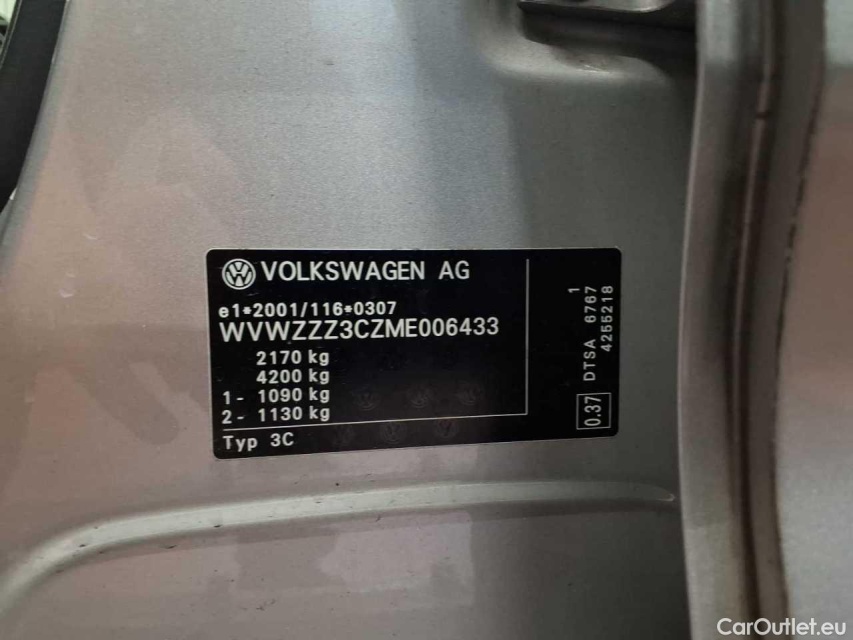 VOLKSWAGEN AG
e1*2001/116*0307
WVWZZZ3CZME006433
2170 kg
4200 kg
1- 1090 kg
2- 1130 kg
Typ 3C
0.37 DTSA 6767 1
4255218
CarOutlet.eu